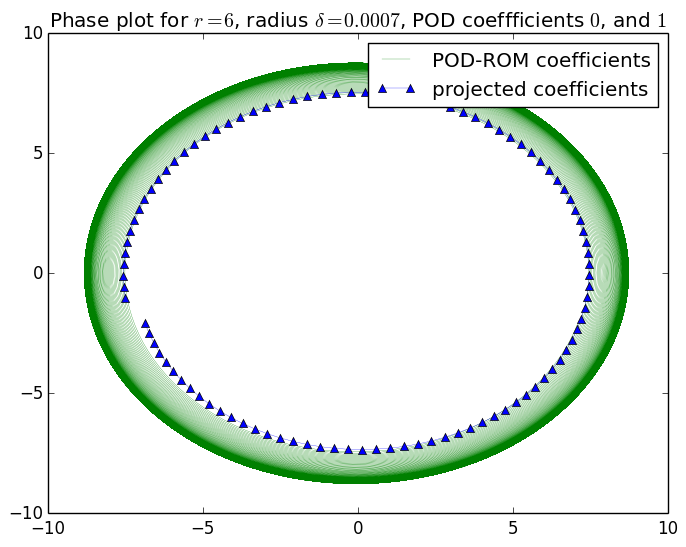 Phase plot for r = 6, radius δ = 0.0007, POD coeffficients 0, and 1
10
POD-ROM coefficients
projected coefficients
5
0
−5
−10
−10 −5 0 5 10